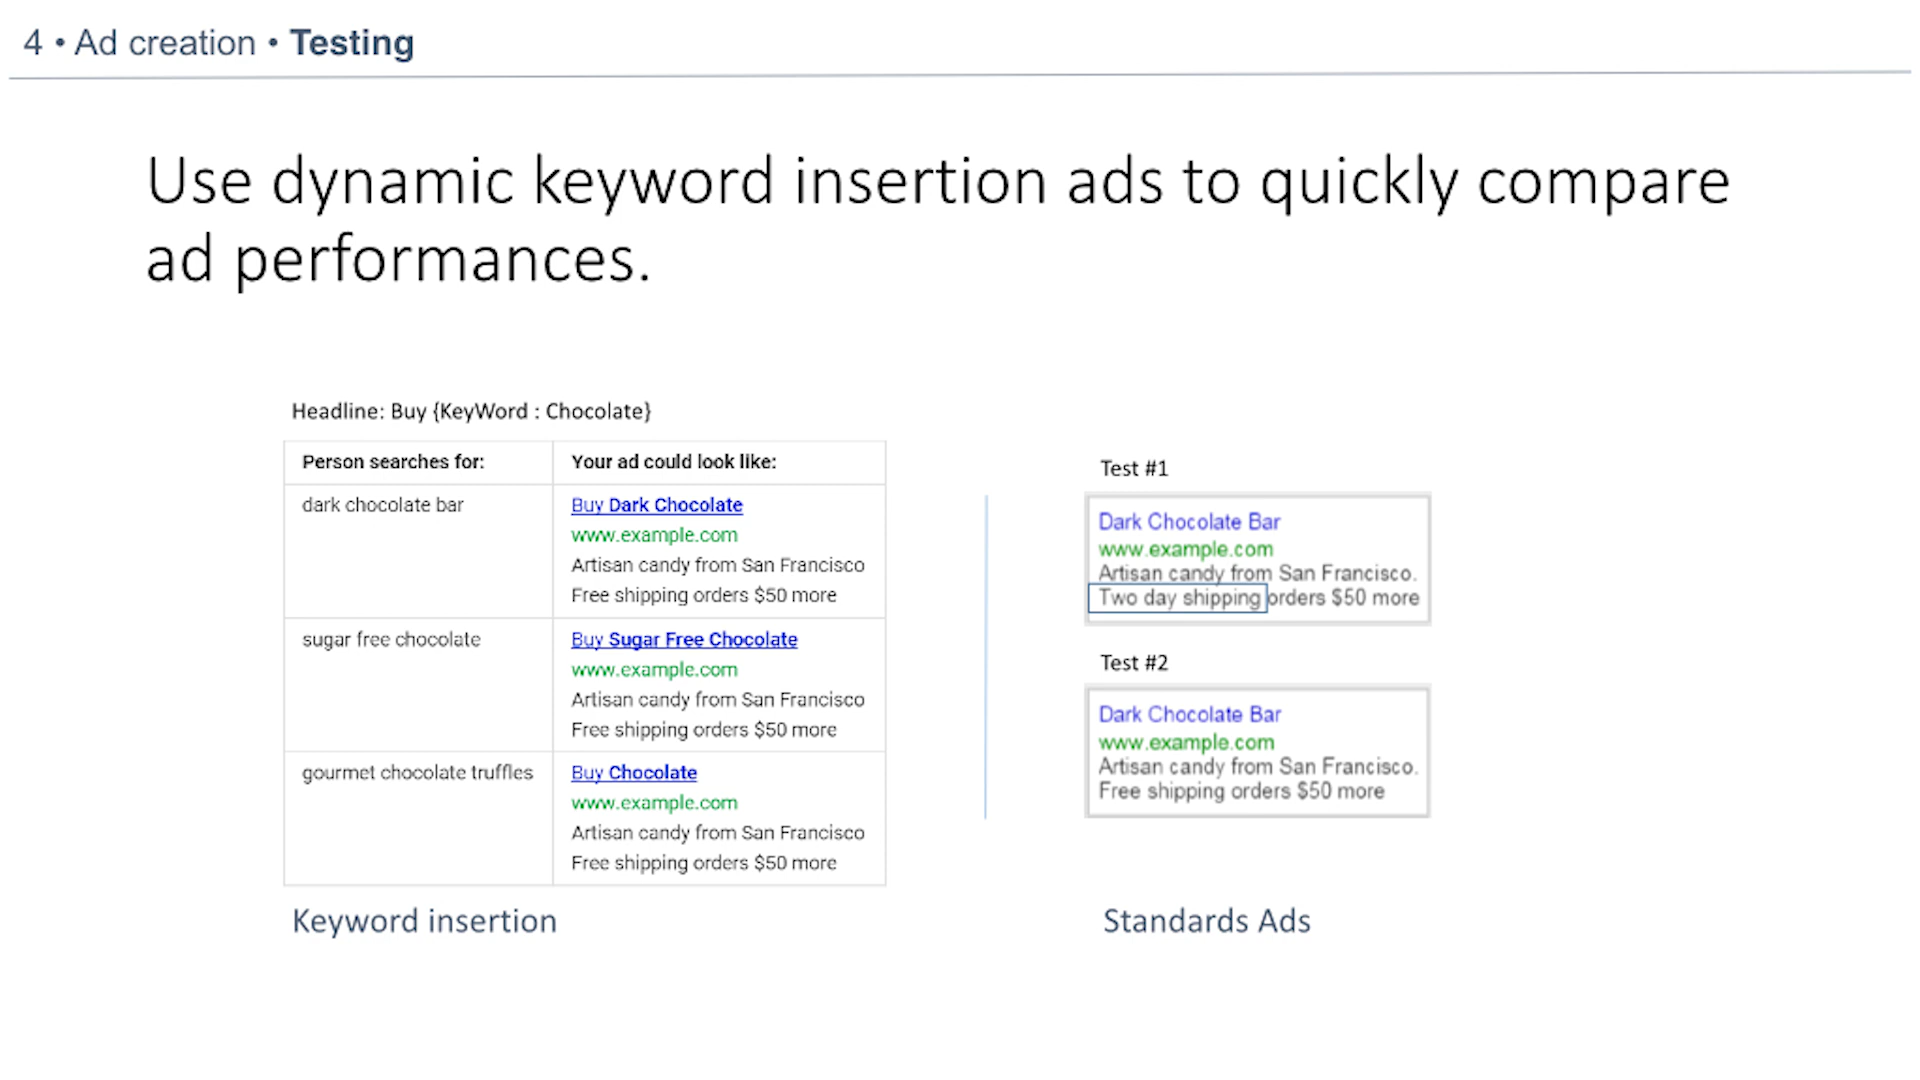 4 • Ad creation • Testing
Use dynamic keyword insertion ads to quickly compare
ad performances.
Headline: Buy {KeyWord : Chocolate}
Person searches for:
Your ad could look like:
dark chocolate bar
Buy Dark Chocolate
www.example.com
Artisan candy from San Francisco
Free shipping orders $50 more
sugar free chocolate
Buy Sugar Free Chocolate
www.example.com
Artisan candy from San Francisco
Free shipping orders $50 more
gourmet chocolate truffles
Buy Chocolate
www.example.com
Artisan candy from San Francisco
Free shipping orders $50 more
Keyword insertion
Test #1
Dark Chocolate Bar
www.example.com
Artisan candy from San Francisco.
Two day shipping orders $50 more
Test #2
Dark Chocolate Bar
www.example.com
Artisan candy from San Francisco.
Free shipping orders $50 more
Standards Ads